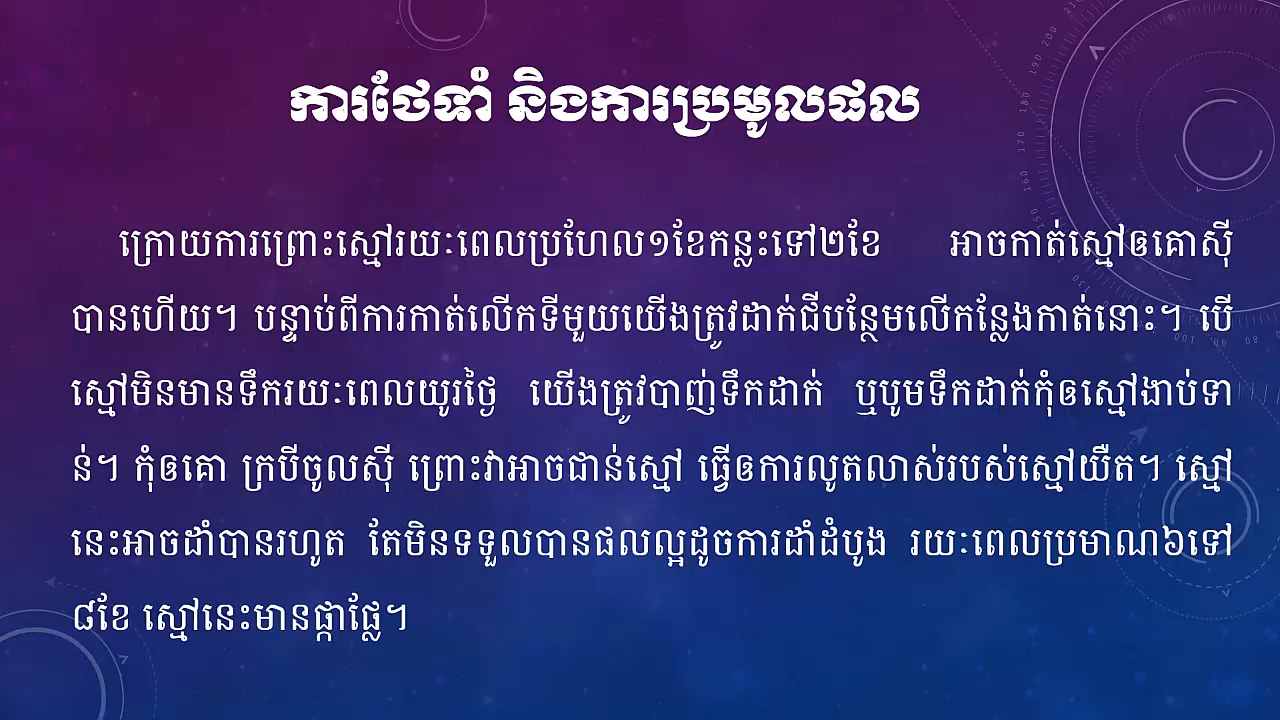 ការថែទាំ និងការប្រមូលផល
ក្រោយការព្រោះស្មៅរយៈពេលប្រហែល១ខែកន្លះទៅ២ខែ អាចកាត់ស្មៅឲគោស៊ី
បានហើយ។ បន្ទាប់ពីការកាត់លើកទីមួយយើងត្រូវដាក់ជីបន្ថែមលើកន្លែងកាត់នោះ។ បើ
ស្មៅមិនមានទឹករយៈពេលយូរថ្ងៃ យើងត្រូវបាញ់ទឹកដាក់ ឬបូមទឹកដាក់កុំឲស្មៅងាប់ទា
ន់។ កុំឲគោ ក្របីចូលស៊ី ព្រោះវាអាចជាន់ស្មៅ ធ្វើឲការលូតលាស់របស់ស្មៅយឺត។ ស្មៅ
នេះអាចដាំបានរហូត តែមិនទទួលបានផលល្អដូចការដាំដំបូង រយៈពេលប្រមាណ៦ទៅ
៨ខែ ស្មៅនេះមានផ្កាផ្លែ។